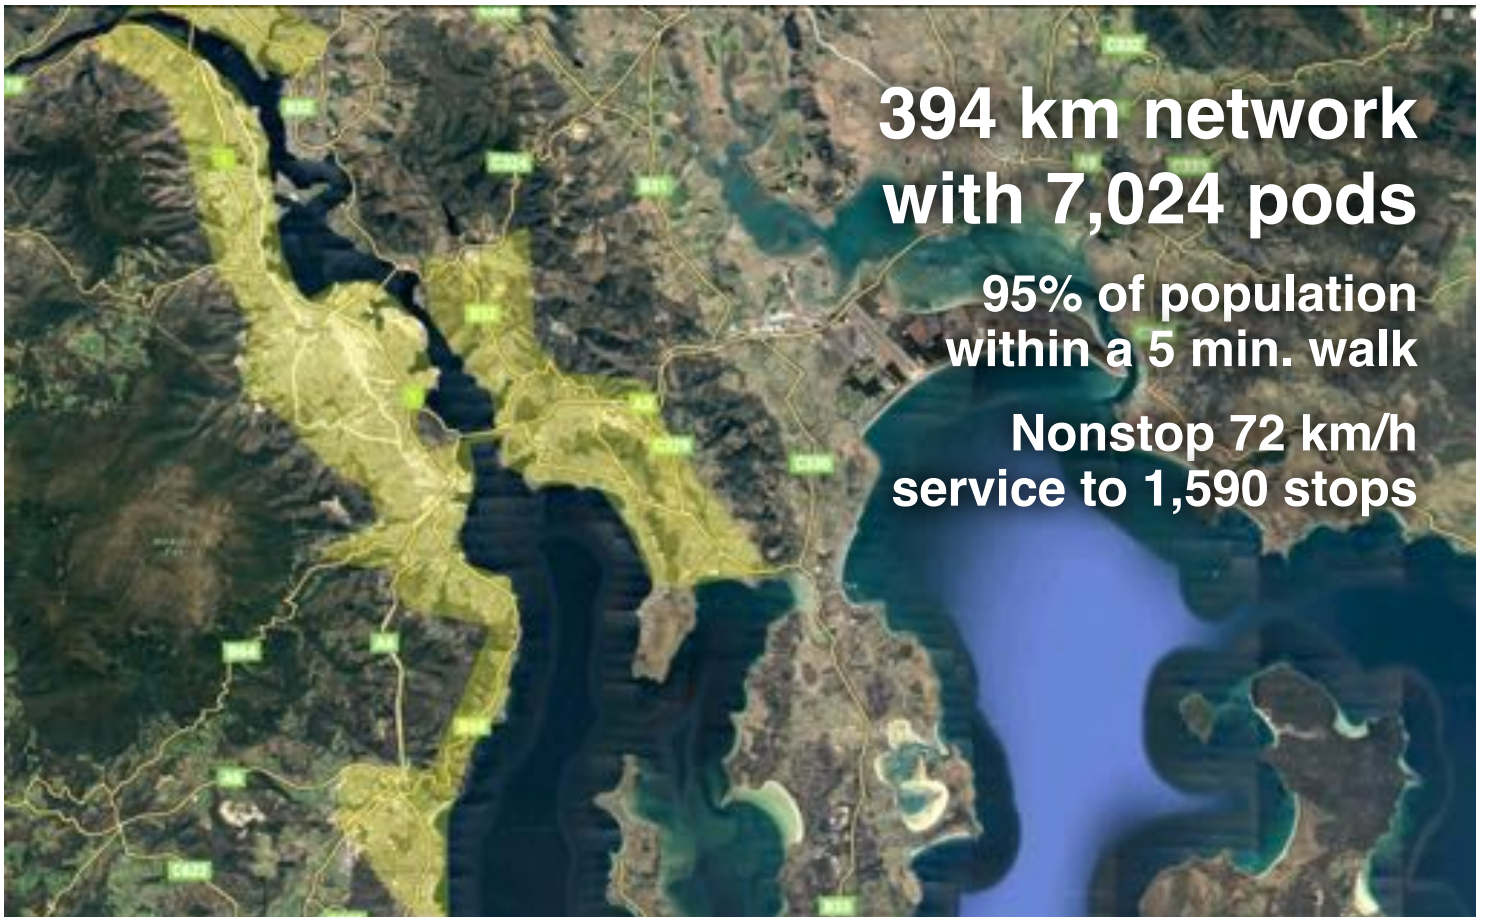 394 km network
with 7,024 pods
95% of population
within a 5 min. walk
Nonstop 72 km/h
service to 1,590 stops